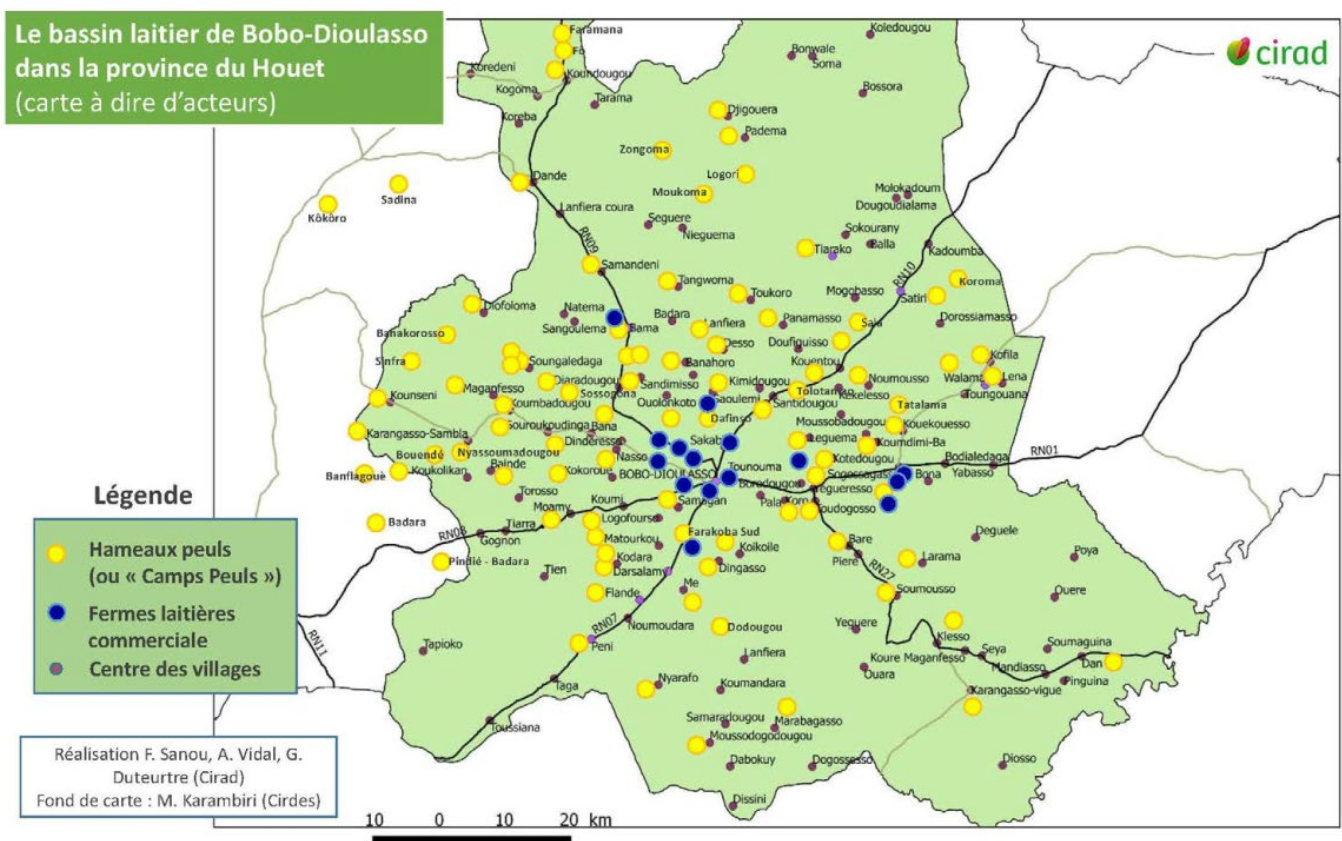 Le bassin laitier de Bobo-Dioulasso
dans la province du Houet
(carte à dire d'acteurs)
cirad
Faramana
Fô
Koundougou
Koredeni
Kogoma
Tarama
Koreba
Koledougou
Bonwale
Soma
Bossora
Djigouera
Padema
Zongoma
Logori
Moukoma
Dande
Sadina
Kôkôro
Lanfiera coura
Seguere
Nieguema
Molokadoum
Dougoudialama
Sokourany
Balla
Tiarako
Kadoumba
RN09
RN10
Samandeni
Tangwoma
Toukoro
Mogobasso
Satiri
Koroma
Diofoloma
Natema
Sangoulema
Bama
Badara
Lanfiera
Panamasso
Sala
Dorossiamasso
Banakorosso
Desso
Doufiguisso
Sinfra
Soungaledaga
Banahoro
Kouentou
Kofila
Walama
Lena
Maganfesso
Diaradougou
Sandimisso
Kimidougou
Noumousso
Toungouana
Kounseni
Sossogona
Ouolonkoto
Saoulemi
Tolotama
Kekelesso
Koumbadougou
Santidougou
Tatalama
Dafinso
Karangasso-Sambla
Souroukoudinga
Bana
Moussobadougou
Kouekouesso
Dinderesso
Sakab
Leguema
Koumdimi-Ba
Bouendé
Nyassoumadougou
Nasso
Kotedougou
Bodialedaga
RN01
Banflagoue
Koukolikan
Bainde
Kokoroue
BOBO-DIOULASSO
Tounouma
Sogossagasso
Bona
Yabasso
Torosso
Koumi
Samagan
Borodougou
Yegueresso
Badara
Moamy
Logofourso
Pala
Koro
Toudogosso
RN08
Gognon
Tiarra
Matourkou
Farakoba Sud
Bare
Deguele
Pindié - Badara
Kodara
Koikoile
Piere
Larama
Poya
Tien
Darsalamy
Dingasso
RN27
Flande
Me
Soumousso
Ouere
RN11
RN07
Noumoudara
Dodougou
Yeguere
Tapioko
Peni
Lanfiera
Klesso
Seya
Soumaguina
Koure Maganfesso
Ouara
Mandiasso
Dan
Pinguina
Taga
Nyarafo
Koumandara
Karangasso-vigue
Toussiana
Samaradougou
Marabagasso
Moussodogodougou
Dabokuy
Dogossesso
Diosso
Dissini
Légende
Hameaux peuls
(ou « Camps Peuls »)
Fermes laitières
commerciale
Centre des villages
Réalisation F. Sanou, A. Vidal, G.
Duteurtre (Cirad)
Fond de carte : M. Karambiri (Cirdes)
10 0 10 20 km